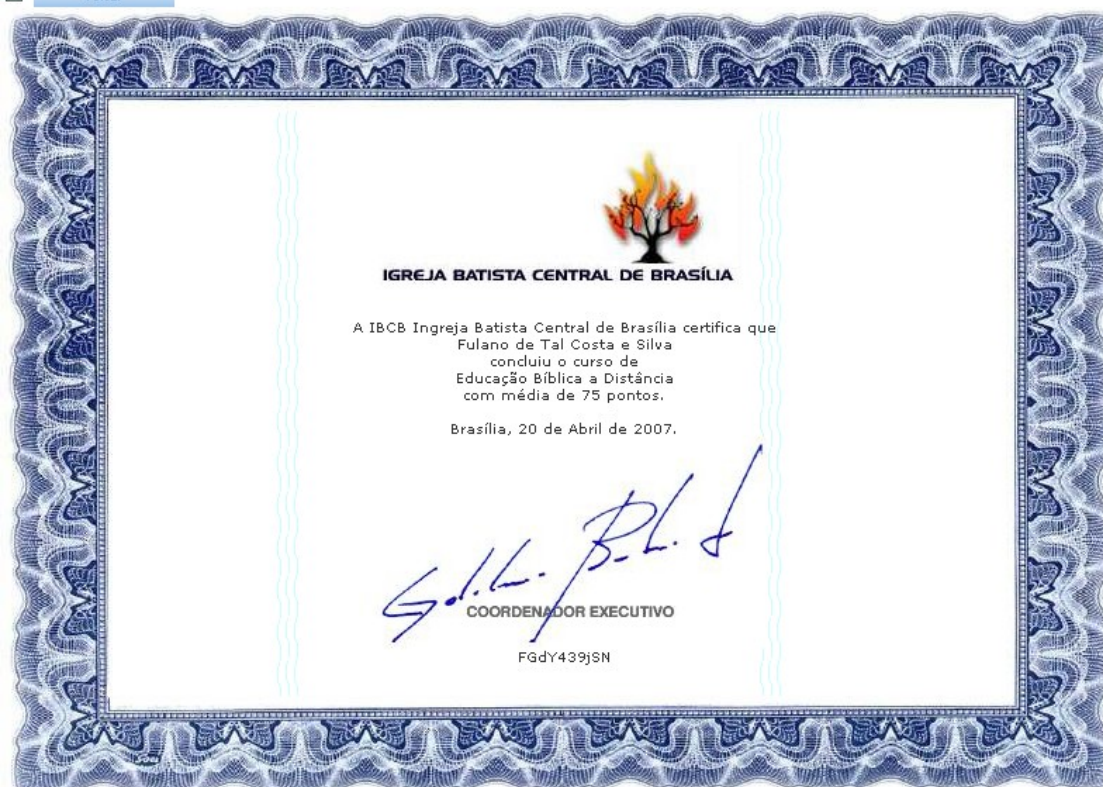 IGREJA BATISTA CENTRAL DE BRASÍLIA
A IBCB Ingreja Batista Central de Brasília certifica que
Fulano de Tal Costa e Silva
concluiu o curso de
Educação Bíblica a Distância
com média de 75 pontos.
Brasília, 20 de Abril de 2007.
COORDENADOR EXECUTIVO
FGdY439jSN